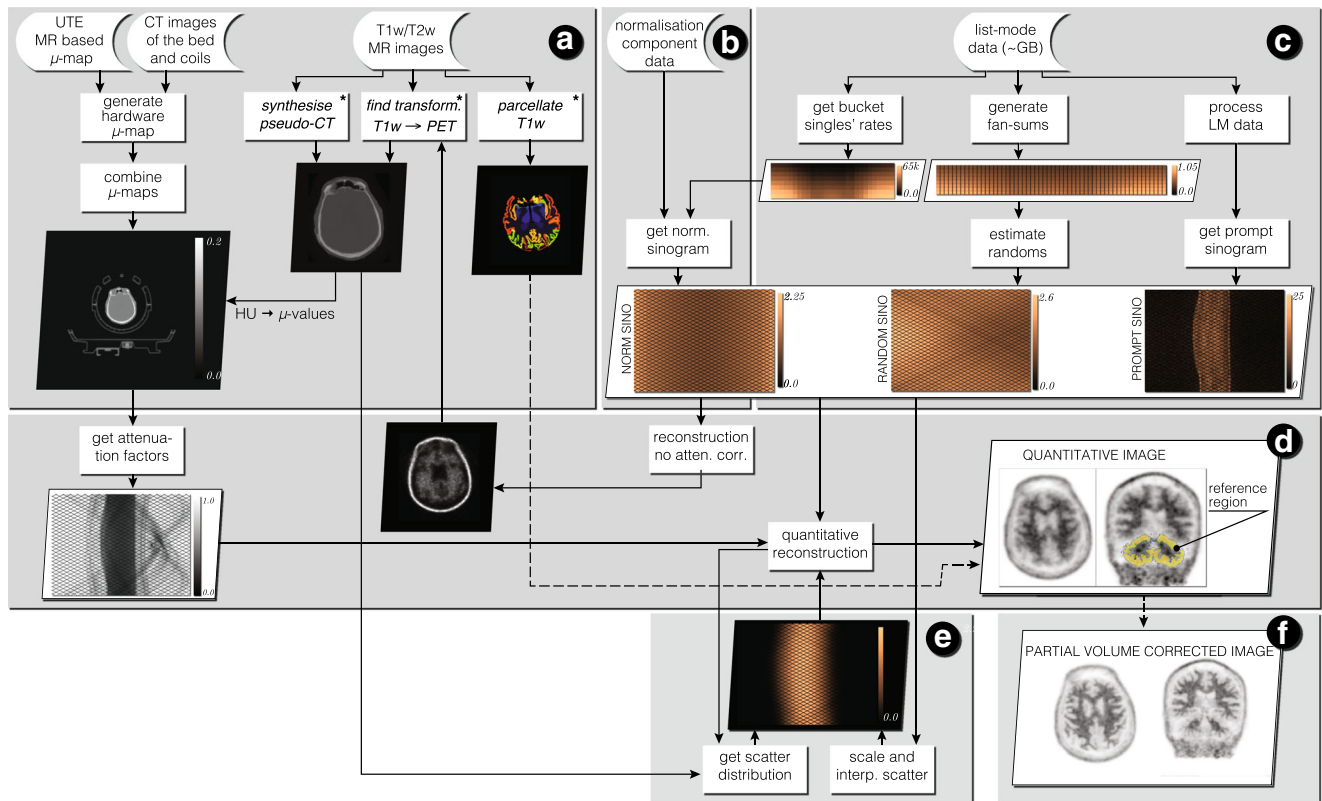 UTE
MR based
µ-map
CT images
of the bed
and coils
T1w/T2w
MR images
a
generate
hardware
µ-map
synthesise *
pseudo-CT
find transform. *
T1w → PET
parcellate *
T1w
combine
µ-maps
0.2
0.0
HU → µ-values
normalisation
component
data
b
get norm.
sinogram
list-mode
data (~GB)
c
get bucket
singles’ rates
generate
fan-sums
process
LM data
65k
0.0
1.05
0.0
estimate
randoms
get prompt
sinogram
NORM SINO
2.25
0.0
RANDOM SINO
2.6
0.0
PROMPT SINO
25
0
get attenua-
tion factors
1.0
0.0
reconstruction
no atten. corr.
quantitative
reconstruction
d
QUANTITATIVE IMAGE
reference
region
e
0.0
get scatter
distribution
scale and
interp. scatter
f
PARTIAL VOLUME CORRECTED IMAGE